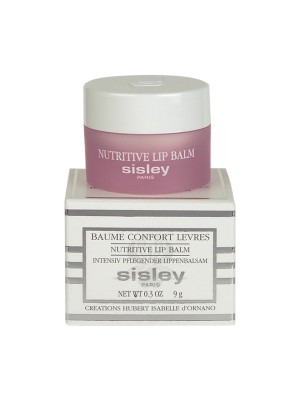 NUTRITIVE LIP BALM
sisley
PARIS
BAUME CONFORT LEVRES
NUTRITIVE LIP BALM
INTENSIV PFLEGENDER LIPPENBALSAM
sisley
PARIS
NET WT 0.3 OZ 9 g
CREATIONS HUBERT ISABELLE d'ORNANO